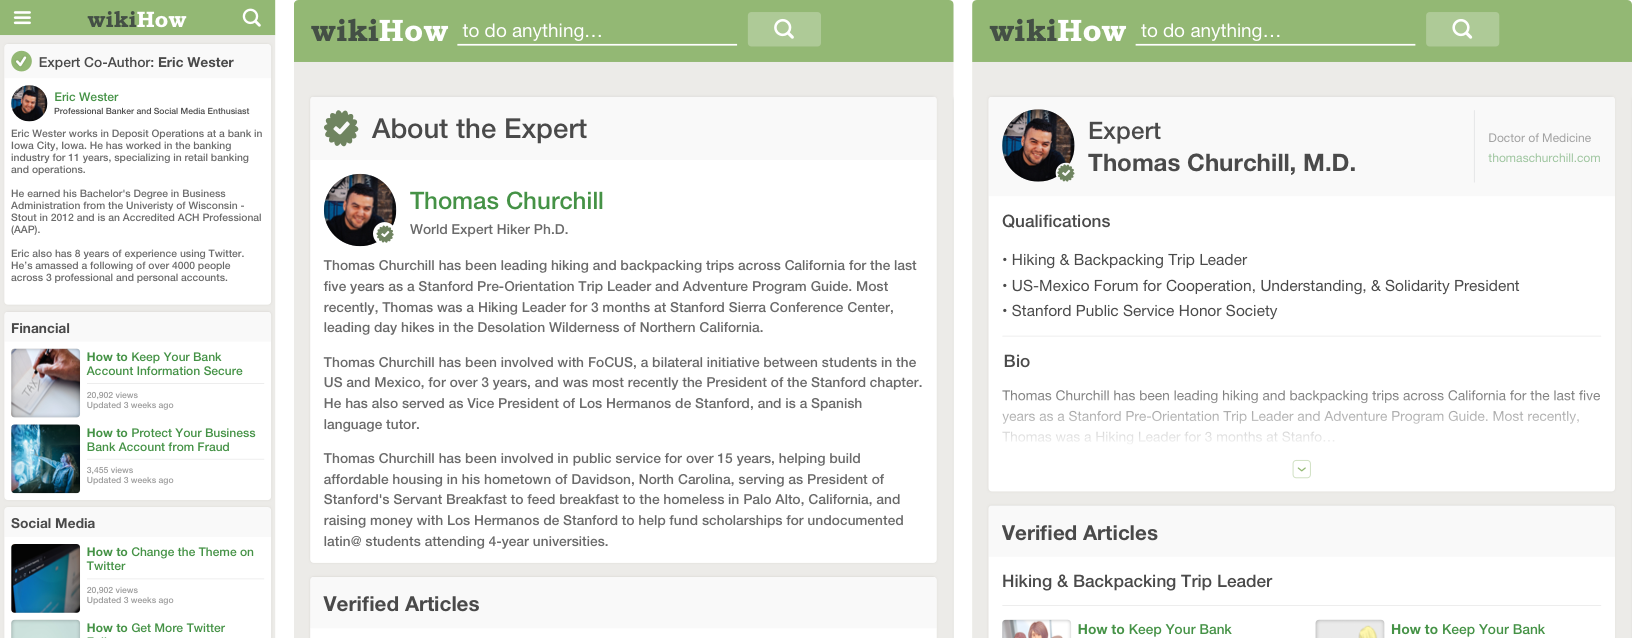 wikiHow
Expert Co-Author: Eric Wester
Eric Wester
Professional Banker and Social Media Enthusiast
Eric Wester works in Deposit Operations at a bank in
Iowa City, Iowa. He has worked in the banking
industry for 11 years, specializing in retail banking
and operations.
He earned his Bachelor's Degree in Business
Administration from the Univeristy of Wisconsin -
Stout in 2012 and is an Accredited ACH Professional
(AAP).
Eric also has 8 years of experience using Twitter.
He's amassed a following of over 4000 people
across 3 professional and personal accounts.
Financial
How to Keep Your Bank
Account Information Secure
20,902 views
Updated 3 weeks ago
How to Protect Your Business
Bank Account from Fraud
3,455 views
Updated 3 weeks ago
Social Media
How to Change the Theme on
Twitter
20,902 views
Updated 3 weeks ago
How to Get More Twitter
wikiHow to do anything...
About the Expert
Thomas Churchill
World Expert Hiker Ph.D.
Thomas Churchill has been leading hiking and backpacking trips across California for the last
five years as a Stanford Pre-Orientation Trip Leader and Adventure Program Guide. Most
recently, Thomas was a Hiking Leader for 3 months at Stanford Sierra Conference Center,
leading day hikes in the Desolation Wilderness of Northern California.
Thomas Churchill has been involved with FoCUS, a bilateral initiative between students in the
US and Mexico, for over 3 years, and was most recently the President of the Stanford chapter.
He has also served as Vice President of Los Hermanos de Stanford, and is a Spanish
language tutor.
Thomas Churchill has been involved in public service for over 15 years, helping build
affordable housing in his hometown of Davidson, North Carolina, serving as President of
Stanford's Servant Breakfast to feed breakfast to the homeless in Palo Alto, California, and
raising money with Los Hermanos de Stanford to help fund scholarships for undocumented
latin@ students attending 4-year universities.
Verified Articles
wikiHow to do anything...
Expert
Thomas Churchill, M.D.
Doctor of Medicine
thomaschurchill.com
Qualifications
• Hiking & Backpacking Trip Leader
• US-Mexico Forum for Cooperation, Understanding, & Solidarity President
• Stanford Public Service Honor Society
Bio
Thomas Churchill has been leading hiking and backpacking trips across California for the last five
years as a Stanford Pre-Orientation Trip Leader and Adventure Program Guide. Most recently,
Thomas was a Hiking Leader for 3 months at Stanfo...
Verified Articles
Hiking & Backpacking Trip Leader
How to Keep Your Bank
How to Keep Your Bank